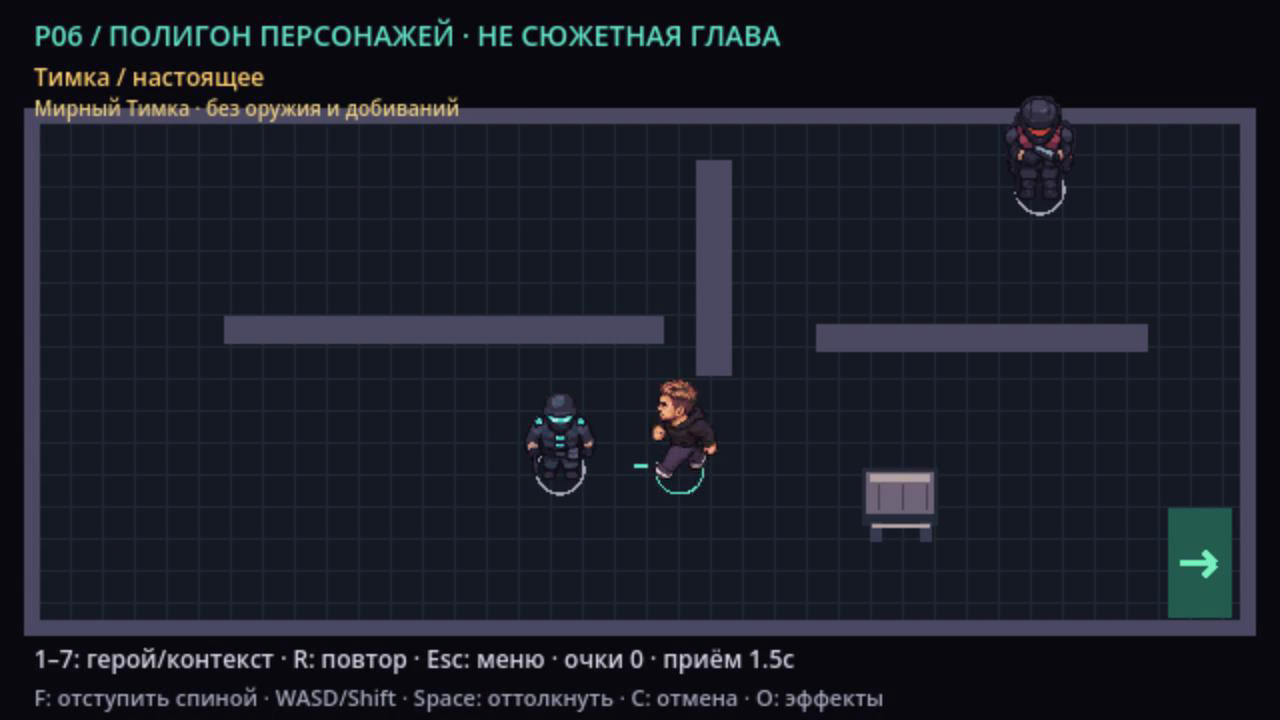 P06 / ПОЛИГОН ПЕРСОНАЖЕЙ · НЕ СЮЖЕТНАЯ ГЛАВА
Тимка / настоящее
Мирный Тимка · без оружия и добиваний
→
1–7: герой/контекст · R: повтор · Esc: меню · очки 0 · приём 1.5с
F: отступить спиной · WASD/Shift · Space: оттолкнуть · C: отмена · O: эффекты